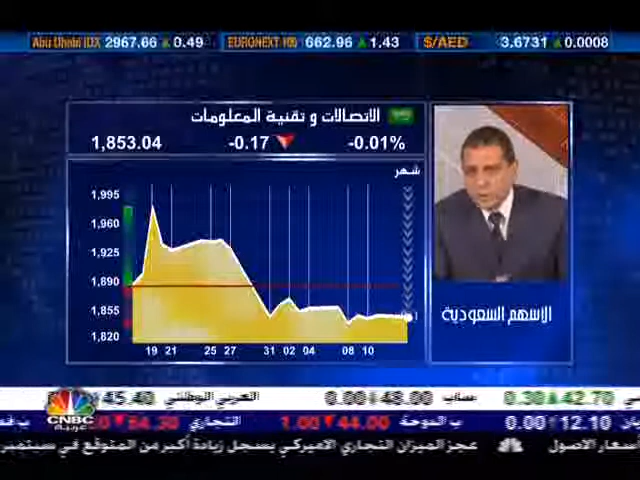 Abu Dhabi IDX 2967.66 0.49 EURONEXT 100 662.96 1.43 $/AED 3.6731 0.0008
الاتصالات و تقنية المعلومات
1,853.04 -0.17 -0.01%
شهر
1,995
1,960
1,925
1,890
1,855
1,820
19 21 25 27 31 02 04 08 10
الاسهم السعودية
45.40 العربي الوطني 0.00 48.00 ساب 0.30 42.70
CNBC عربية
84.30 التجاري 1.00 44.00 ب الدوحة 0.00 12.10
أسعار الاصول عجز الميزان التجاري الاميركي يسجل زيادة أكبر من المتوقع في سبتمبر